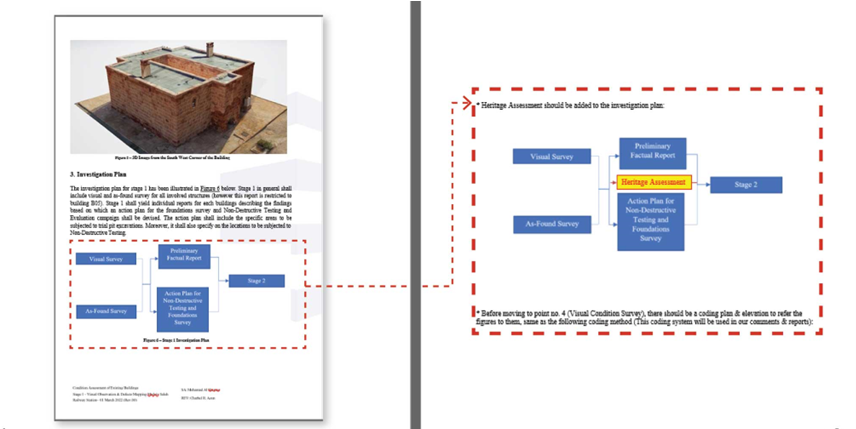 Figure 5 – 3D Image from the South West Corner of the Building
3. Investigation Plan
The investigation plan for stage 1 has been illustrated in Figure 6 below. Stage 1 in general shall
include visual and as-found survey for all involved structures (however this report is restricted to
building B05). Stage 1 shall yield individual reports for each buildings describing the findings
based on which an action plan for the foundations survey and Non-Destructive Testing and
Evaluation campaign shall be devised. The action plan shall include the specific areas to be
subjected to trial pit excavations. Moreover, it shall also specify on the locations to be subjected to
Non-Destructive Testing.
Visual Survey
As-Found Survey
Preliminary
Factual Report
Action Plan for
Non-Destructive
Testing and
Foundations
Survey
Stage 2
Figure 6 – Stage 1 Investigation Plan
Condition Assessment of Existing Buildings
Stage 1 – Visual Observation & Defects Mapping
Railway Station - 01 March 2022
* Heritage Assessment should be added to the investigation plan:
Visual Survey
As-Found Survey
Preliminary
Factual Report
Heritage Assessment
Action Plan for
Non-Destructive
Testing and
Foundations
Survey
Stage 2
* Before moving to point no. 4 (Visual Condition Survey), there should be a coding plan & elevation to refer the
figures to them, same as the following coding method (This coding system will be used in our comments & reports):